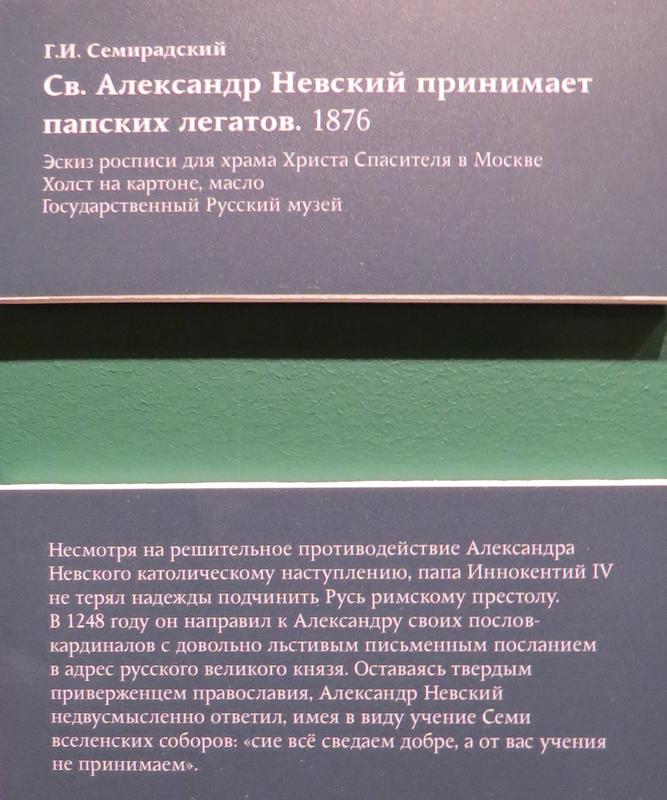 Г.И. Семирадский
Св. Александр Невский принимает
папских легатов. 1876
Эскиз росписи для храма Христа Спасителя в Москве
Холст на картоне, масло
Государственный Русский музей
Несмотря на решительное противодействие Александра
Невского католическому наступлению, папа Иннокентий IV
не терял надежды подчинить Русь римскому престолу.
В 1248 году он направил к Александру своих послов-
кардиналов с довольно льстивым письменным посланием
в адрес русского великого князя. Оставаясь твердым
приверженцем православия, Александр Невский
недвусмысленно ответил, имея в виду учение Семи
вселенских соборов: «сие всё сведаем добре, а от вас учения
не принимаем».